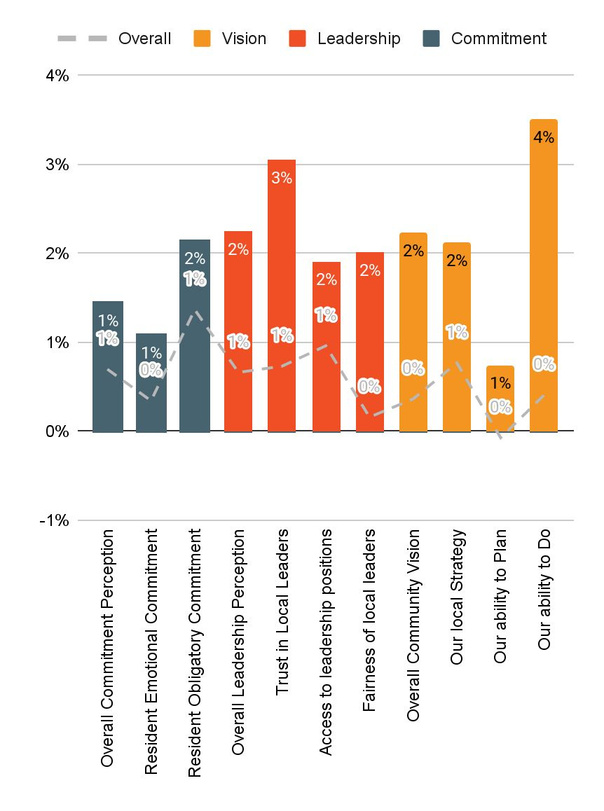 Overall Vision Leadership Commitment
4%
3%
2%
1%
0%
-1%
1%
1%
1%
0%
2%
1%
2%
1%
3%
1%
2%
1%
2%
0%
2%
0%
2%
1%
1%
0%
4%
0%
Overall Commitment Perception
Resident Emotional Commitment
Resident Obligatory Commitment
Overall Leadership Perception
Trust in Local Leaders
Access to leadership positions
Fairness of local leaders
Overall Community Vision
Our local Strategy
Our ability to Plan
Our ability to Do